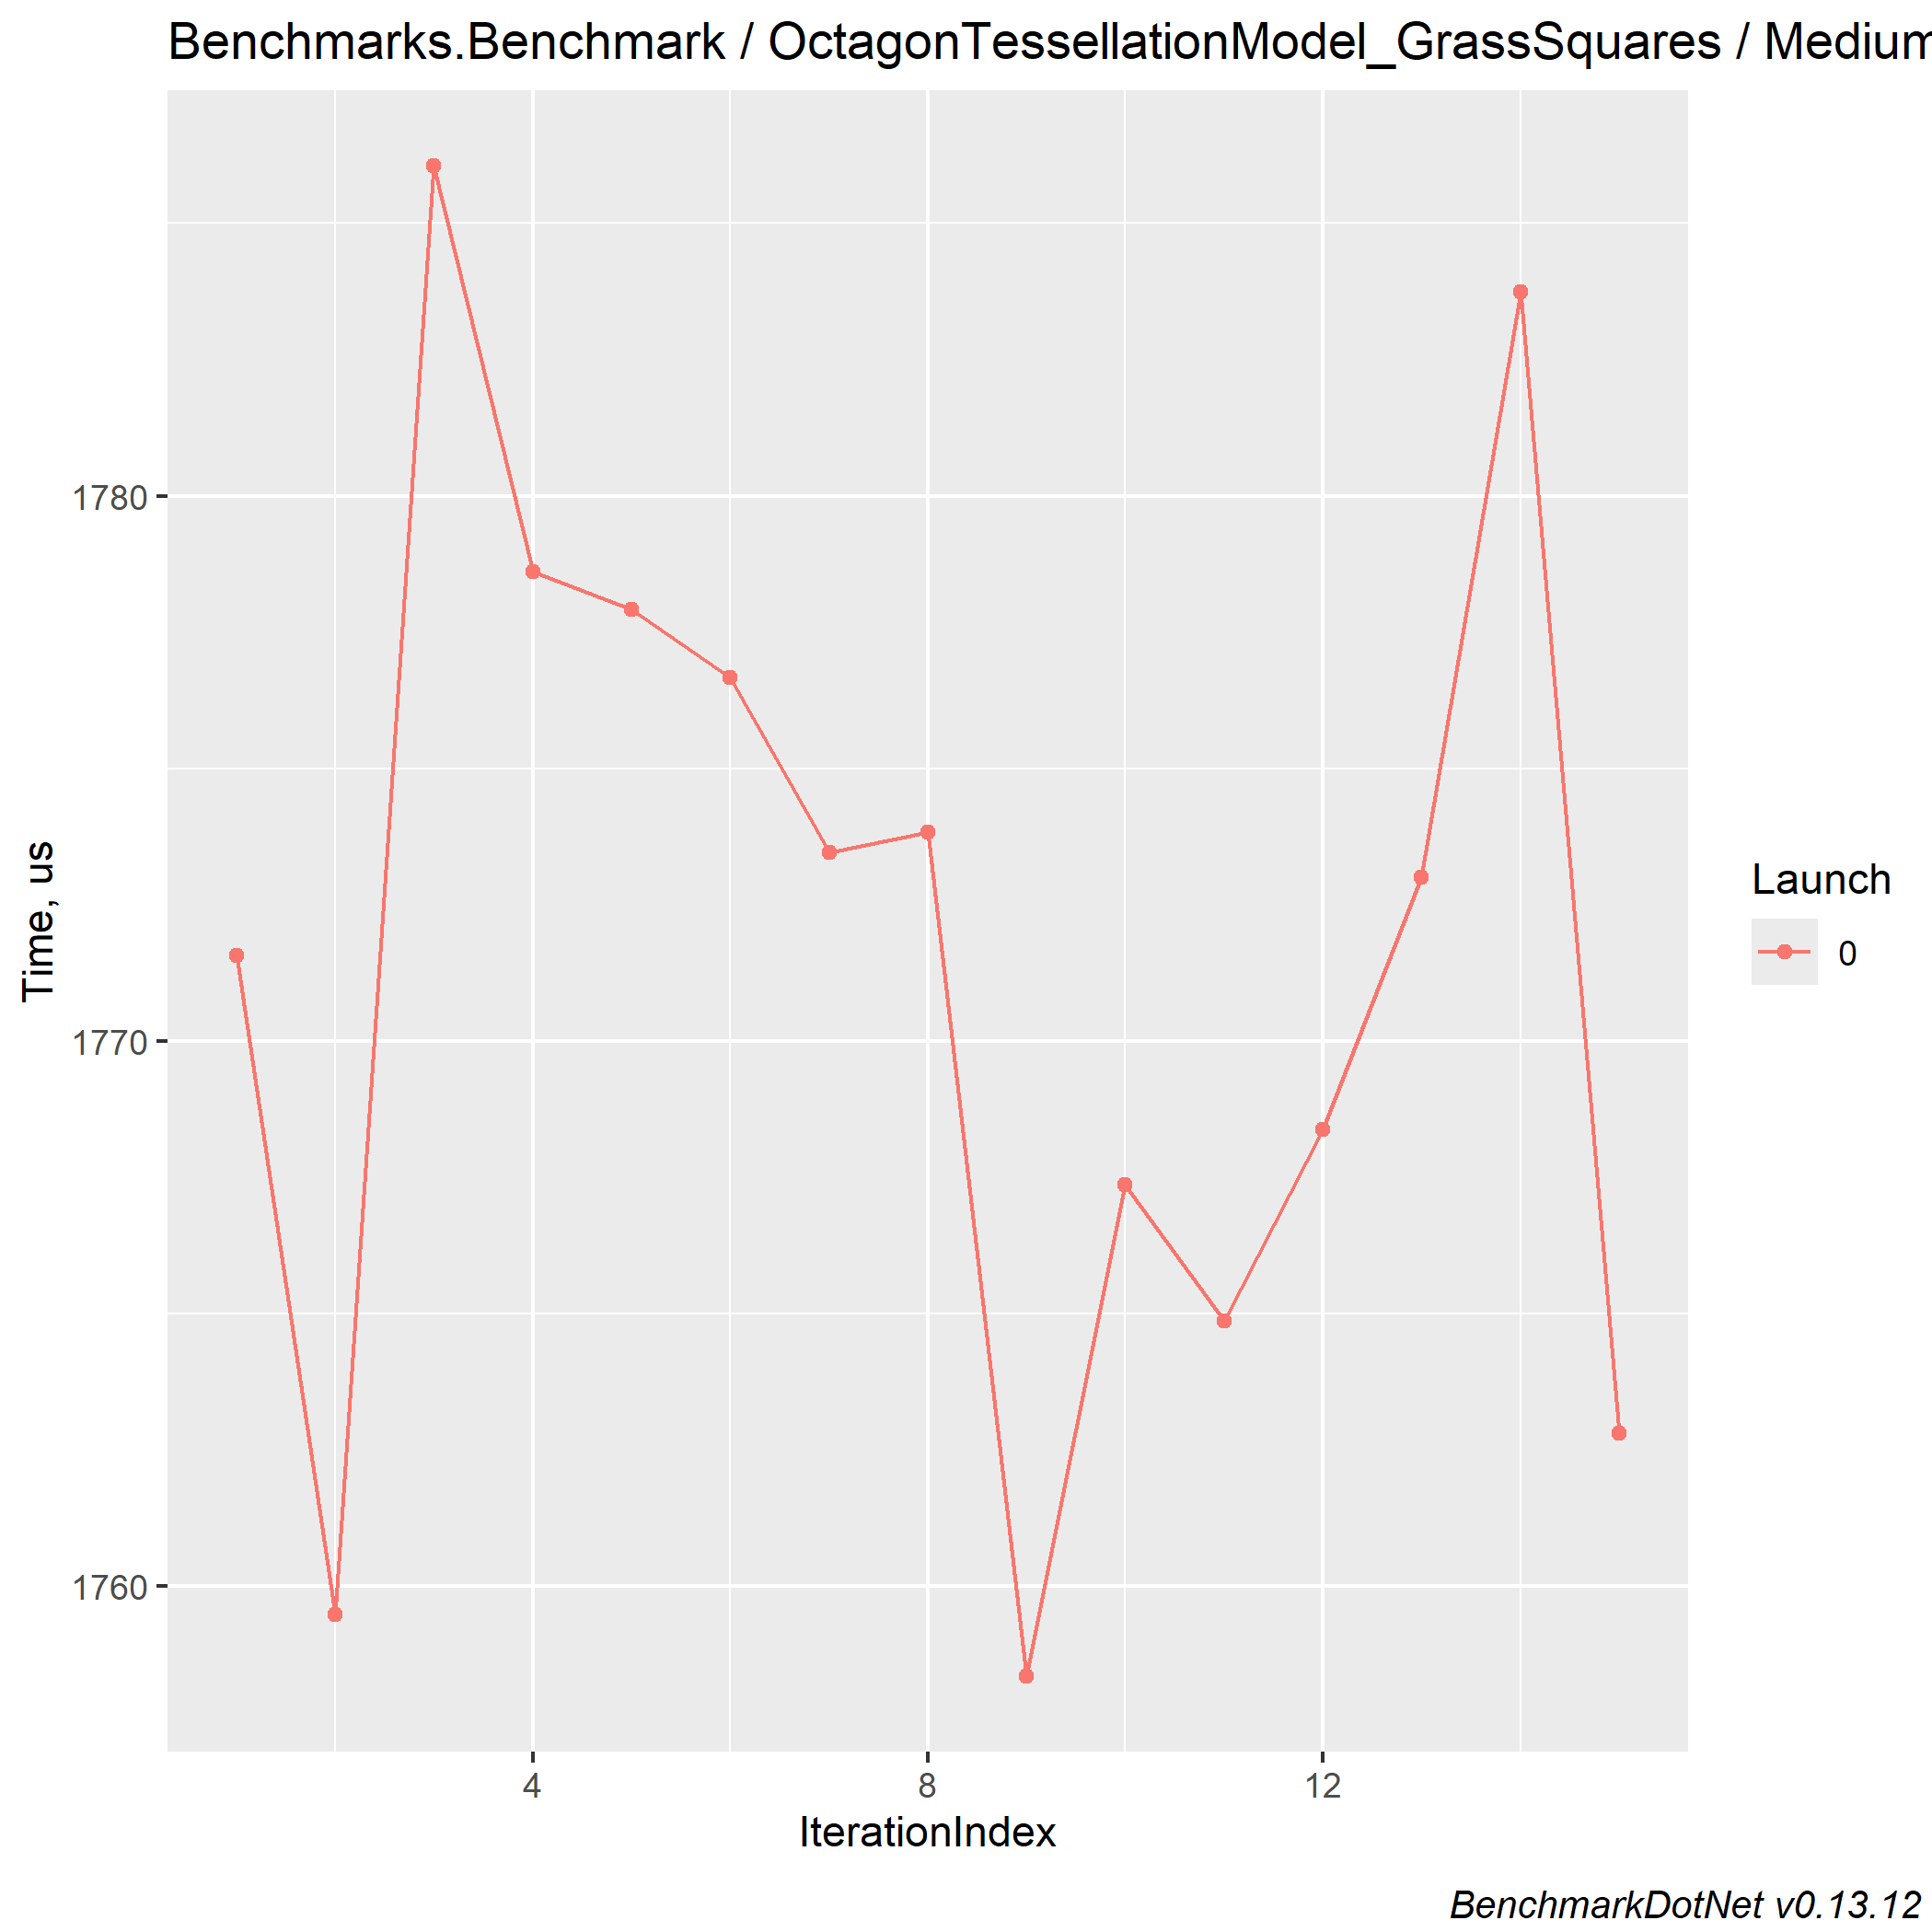 Benchmarks.Benchmark / OctagonTessellationModel_GrassSquares / Medium
Time, us
1780
1770
1760
4 8 12
IterationIndex
Launch
0
BenchmarkDotNet v0.13.12